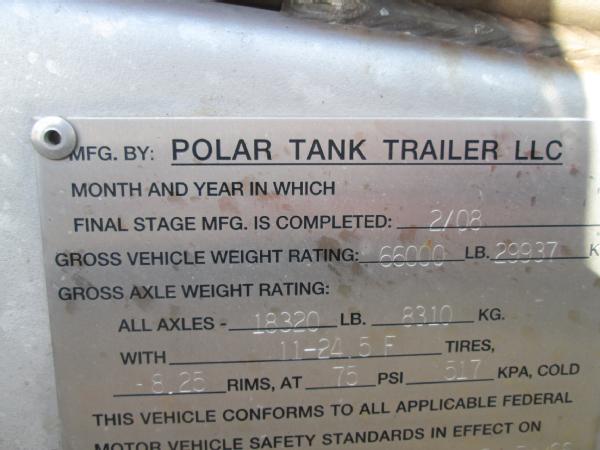 MFG. BY: POLAR TANK TRAILER LLC
MONTH AND YEAR IN WHICH
FINAL STAGE MFG. IS COMPLETED: 2/08
GROSS VEHICLE WEIGHT RATING: 66000 LB. 29937 K
GROSS AXLE WEIGHT RATING:
ALL AXLES - 18320 LB. 8310 KG.
WITH 11-24.5 F TIRES,
-8.25 RIMS, AT 75 PSI 517 KPA, COLD
THIS VEHICLE CONFORMS TO ALL APPLICABLE FEDERAL
MOTOR VEHICLE SAFETY STANDARDS IN EFFECT ON